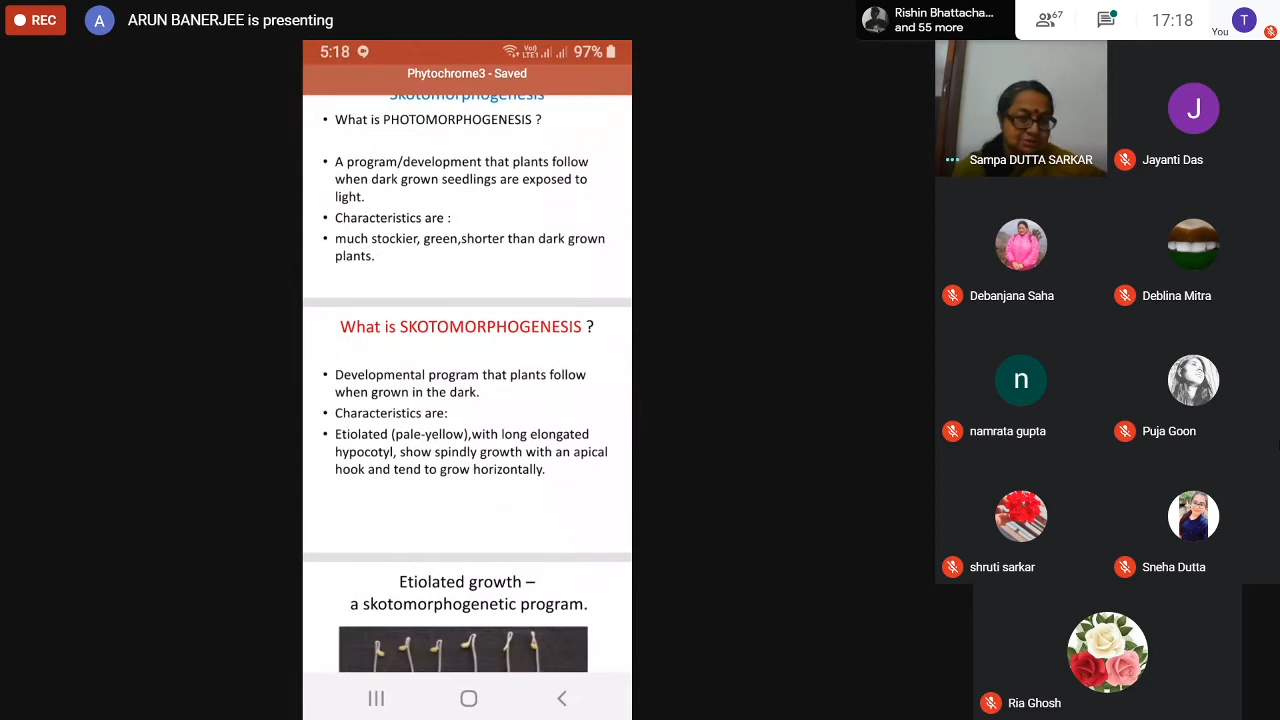 REC
A
ARUN BANERJEE is presenting
Rishin Bhattacha...
and 55 more
67
17:18
You
T
5:18
Vo)
LTE1
97%
Phytochrome3 - Saved
Skotomorphogenesis
• What is PHOTOMORPHOGENESIS ?
• A program/development that plants follow
when dark grown seedlings are exposed to
light.
• Characteristics are :
• much stockier, green,shorter than dark grown
plants.
What is SKOTOMORPHOGENESIS ?
• Developmental program that plants follow
when grown in the dark.
• Characteristics are:
• Etiolated (pale-yellow),with long elongated
hypocotyl, show spindly growth with an apical
hook and tend to grow horizontally.
Etiolated growth –
a skotomorphogenetic program.
Sampa DUTTA SARKAR
J
Jayanti Das
Debanjana Saha
Deblina Mitra
n
namrata gupta
Puja Goon
shruti sarkar
Sneha Dutta
Ria Ghosh